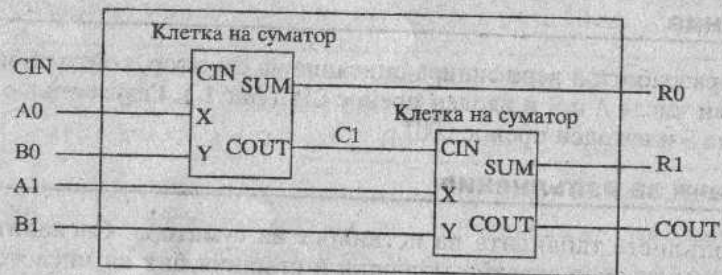 ния
Клетка на суматор
CIN
CIN
SUM
R0
A0
X
Клетка на суматор
B0
Y
COUT
C1
CIN
SUM
R1
A1
X
B1
Y
COUT
COUT